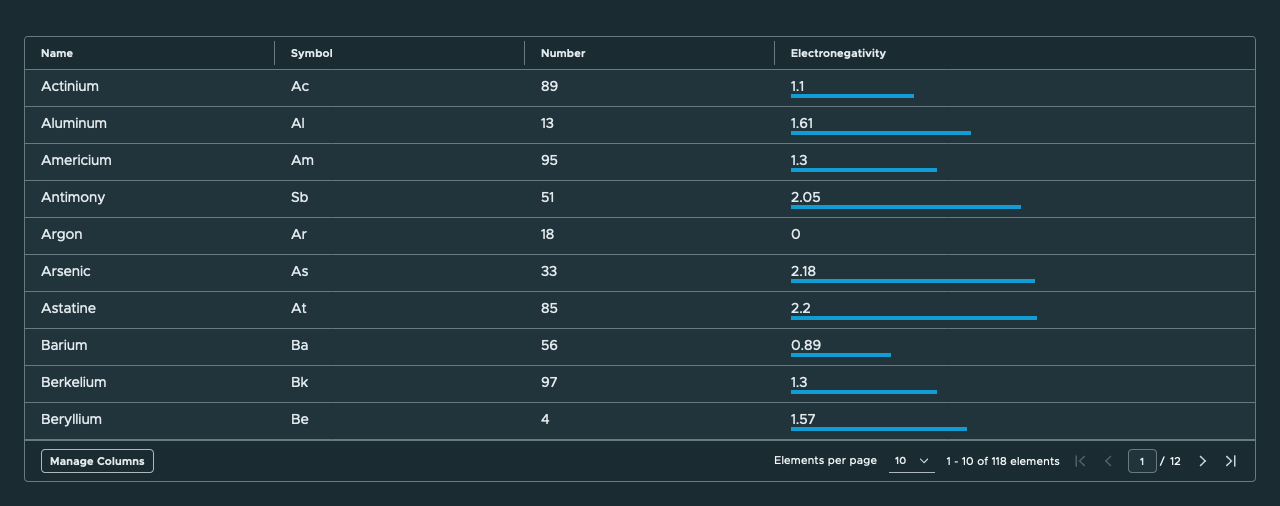 Name Symbol Number Electronegativity
Actinium Ac 89 1.1
Aluminum Al 13 1.61
Americium Am 95 1.3
Antimony Sb 51 2.05
Argon Ar 18 0
Arsenic As 33 2.18
Astatine At 85 2.2
Barium Ba 56 0.89
Berkelium Bk 97 1.3
Beryllium Be 4 1.57
Manage Columns Elements per page 10 1 - 10 of 118 elements 1 / 12